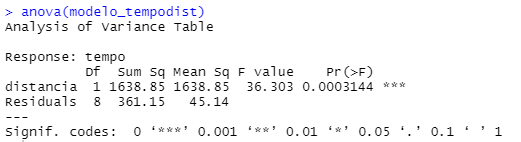 > anova(modelo_tempodist)
Analysis of Variance Table
Response: tempo
Df Sum Sq Mean Sq F value Pr(>F)
distancia 1 1638.85 1638.85 36.303 0.0003144 ***
Residuals 8 361.15 45.14
---
Signif. codes: 0 ‘***’ 0.001 ‘**’ 0.01 ‘*’ 0.05 ‘.’ 0.1 ‘ ’ 1